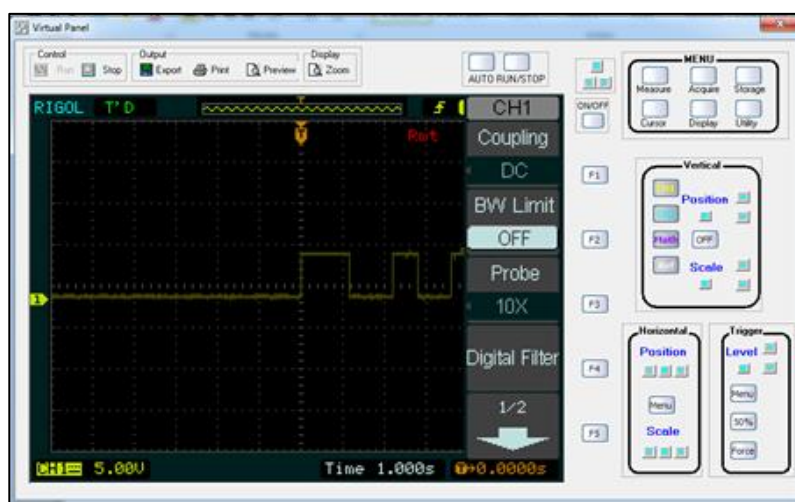 Virtual Panel
Control
Run
Stop
Output
Export
Print
Preview
Display
Zoom
AUTO RUN/STOP
ON/OFF
MENU
Measure Acquire Storage
Cursor Display Utility
RIGOL T'D
T
Rmt
1
CH1
Coupling
DC
BW Limit
OFF
Probe
10X
Digital Filter
1/2
CH1 5.00V
Time 1.000s
T→0.0000s
F1
F2
F3
F4
F5
Vertical
Position
Math OFF
Scale
Horizontal
Position
Menu
Scale
Trigger
Level
Menu
50%
Force